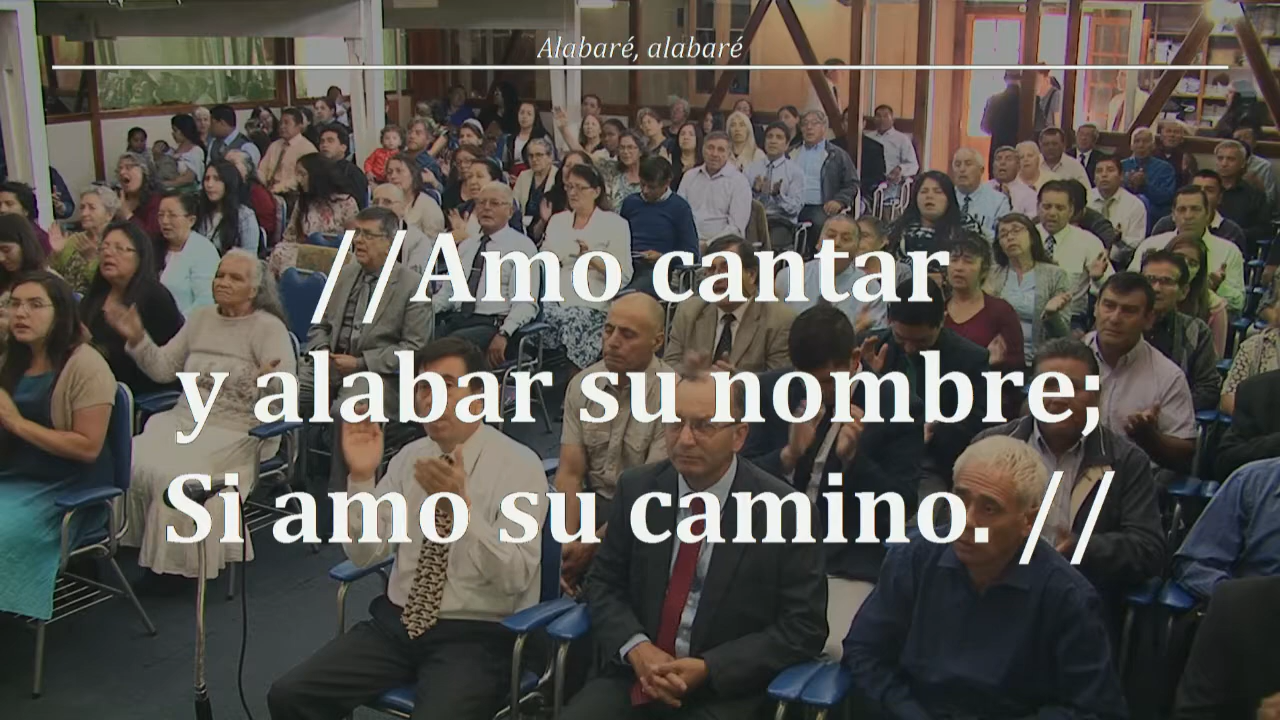 Alabaré, alabaré
//Amo cantar
y alabar su nombre;
Si amo su camino. //